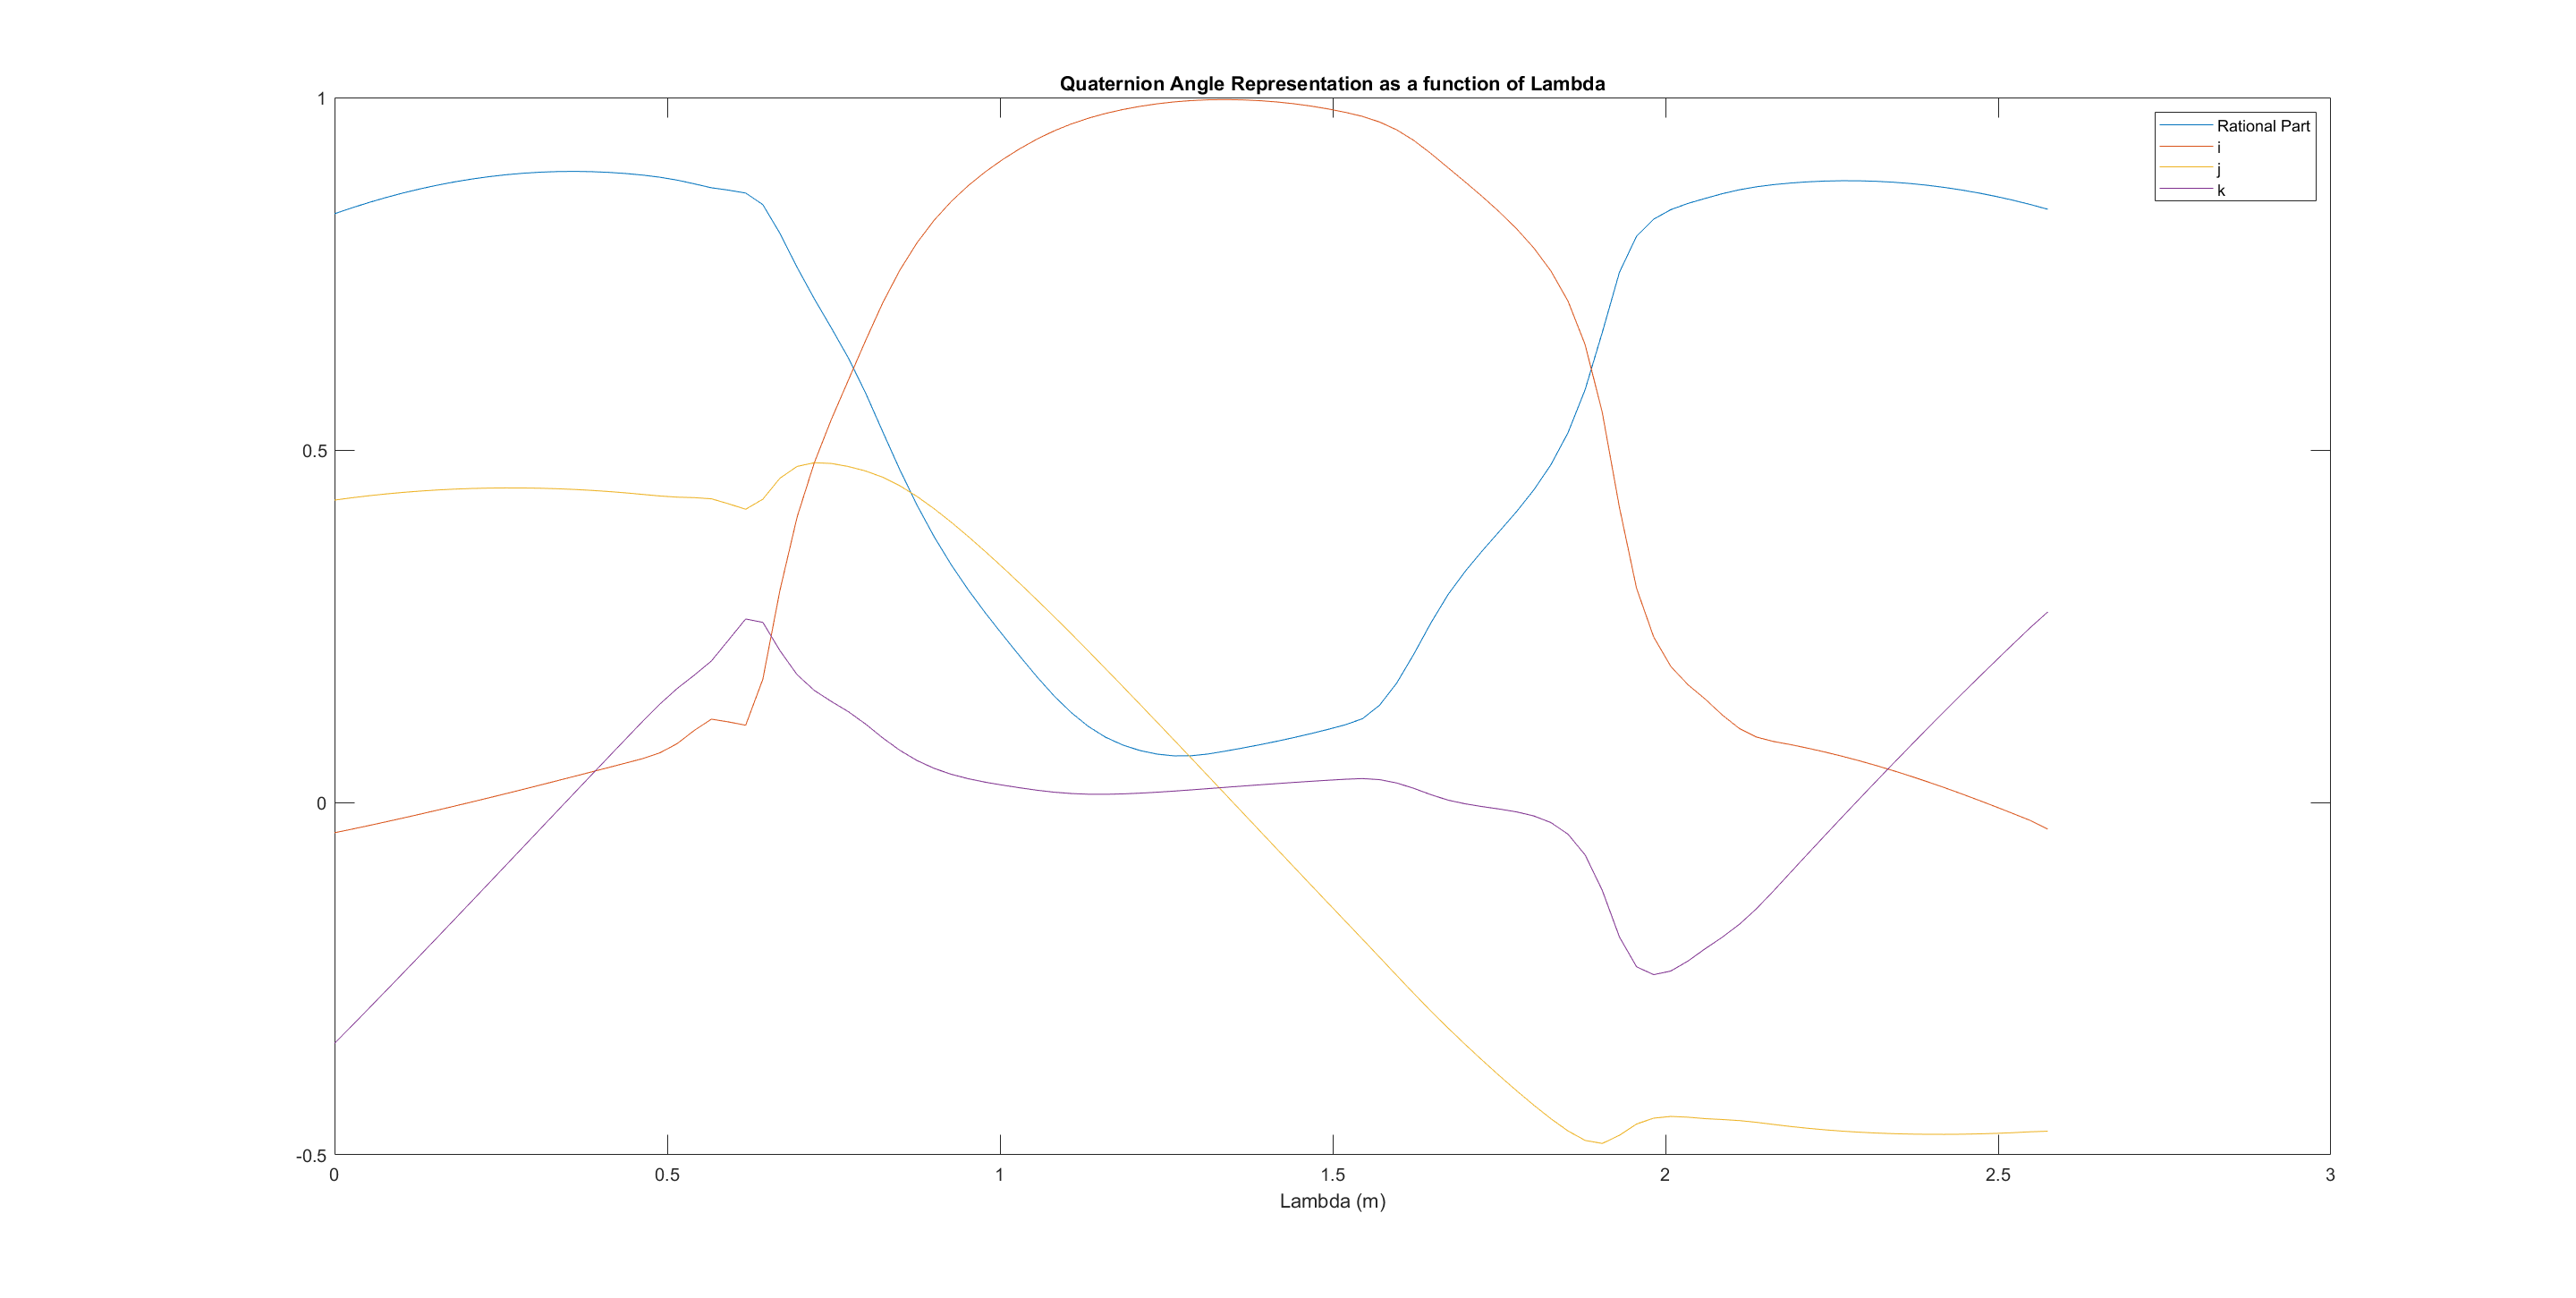 Quaternion Angle Representation as a function of Lambda
Rational Part
i
j
k
1
0.5
0
-0.5
0
0.5
1
1.5
2
2.5
3
Lambda (m)